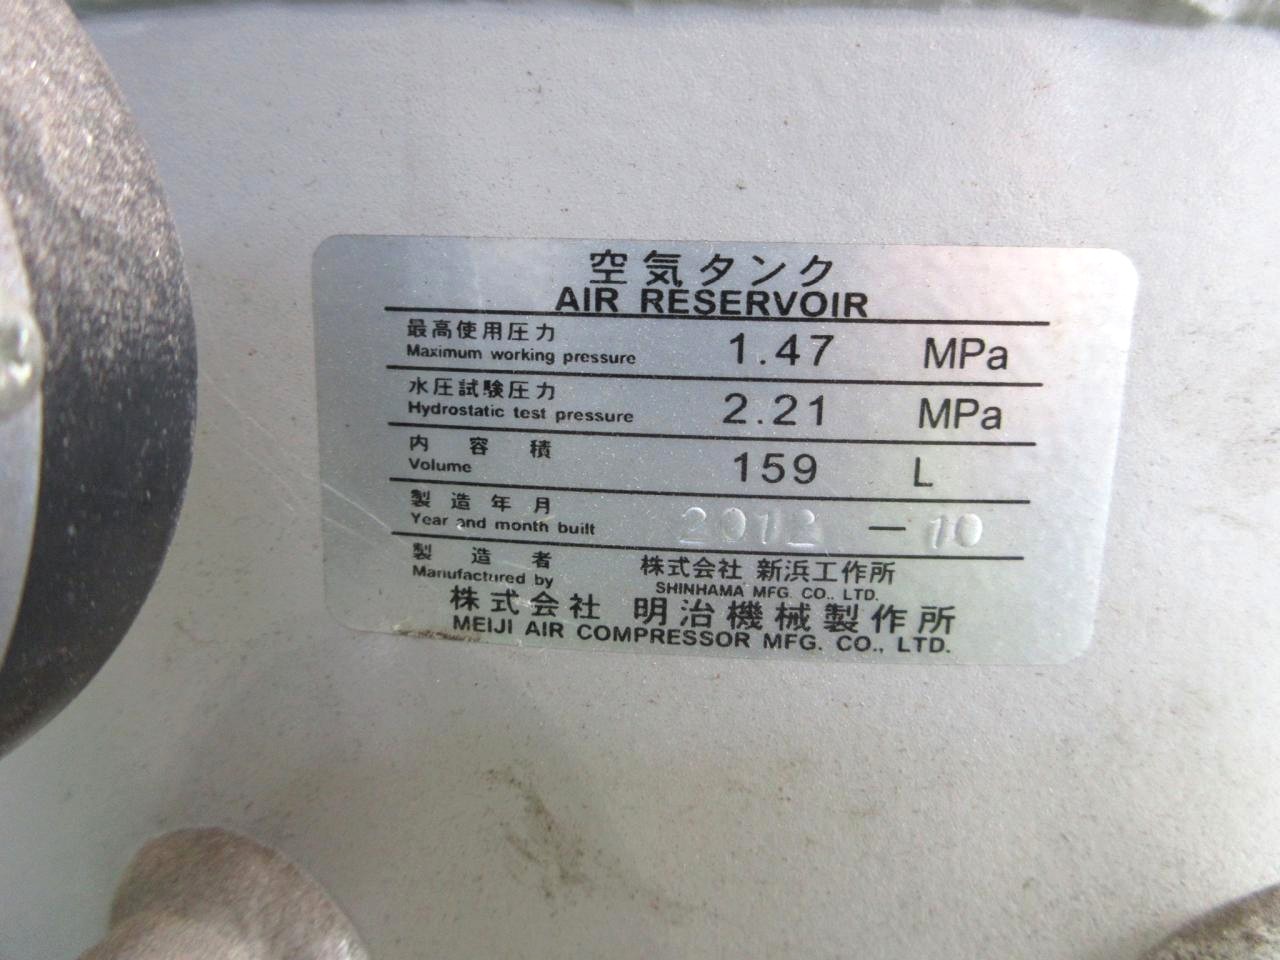 空気タンク
AIR RESERVOIR
最高使用圧力
Maximum working pressure 1.47 MPa
水圧試験圧力
Hydrostatic test pressure 2.21 MPa
内容積
Volume 159 L
製造年月
Year and month built 2012 — 10
製造者 株式会社 新浜工作所
Manufactured by SHINHAMA MFG. CO., LTD.
株式会社 明治機械製作所
MEIJI AIR COMPRESSOR MFG. CO., LTD.